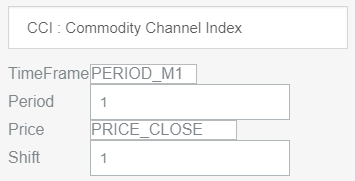 CCI : Commodity Channel Index
TimeFrame PERIOD_M1
Period 1
Price PRICE_CLOSE
Shift 1